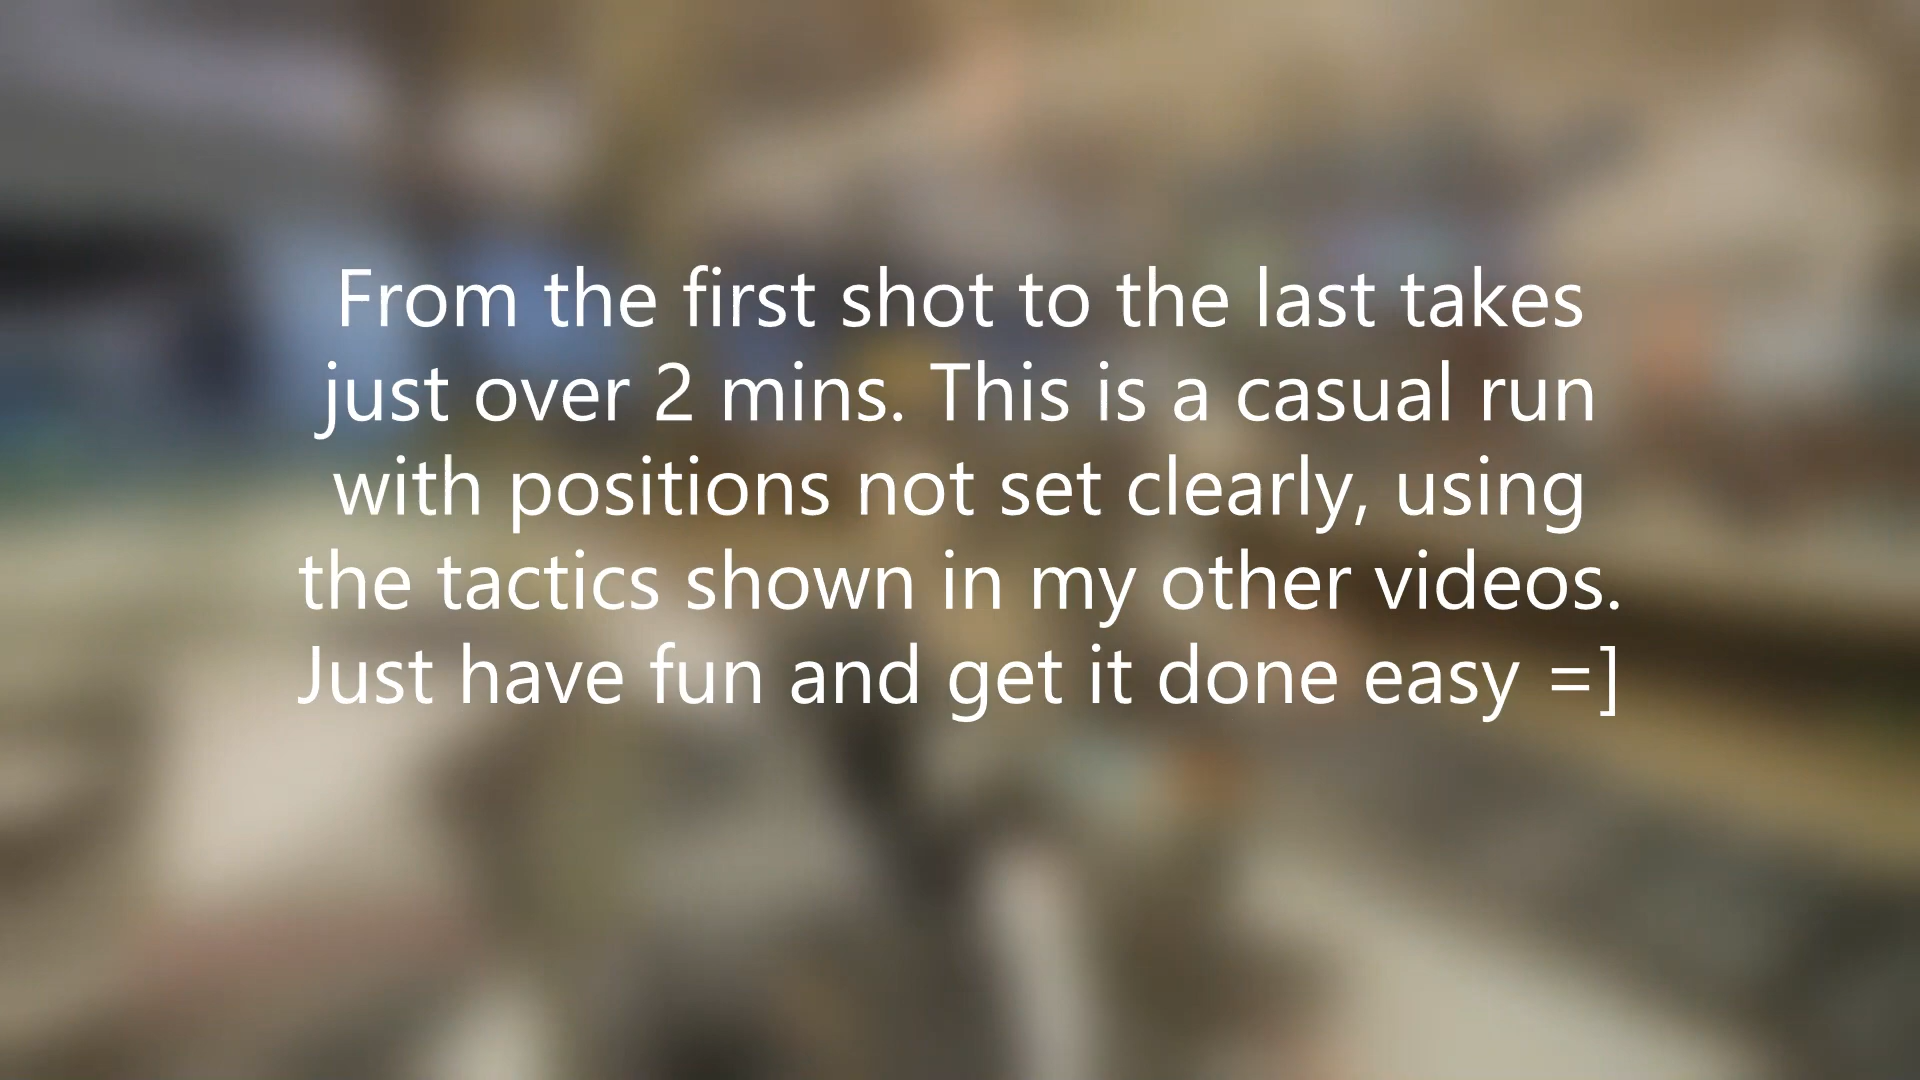 From the first shot to the last takes
just over 2 mins. This is a casual run
with positions not set clearly, using
the tactics shown in my other videos.
Just have fun and get it done easy =]